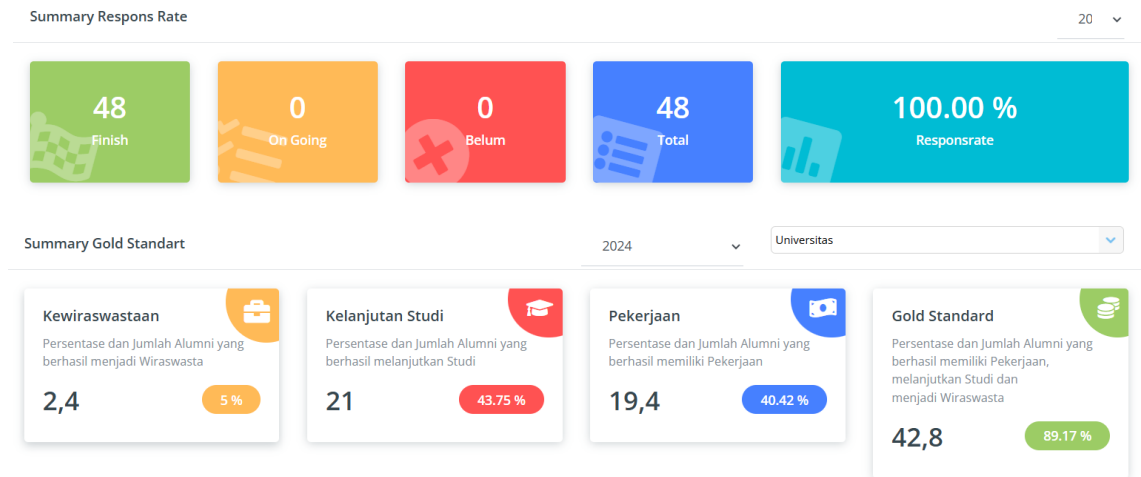 Summary Respons Rate
20
48
Finish
0
On Going
0
Belum
48
Total
100.00 %
Responsrate
Summary Gold Standart
2024
Universitas
Kewiraswastaan
Persentase dan Jumlah Alumni yang
berhasil menjadi Wiraswasta
2,4
5 %
Kelanjutan Studi
Persentase dan Jumlah Alumni yang
berhasil melanjutkan Studi
21
43.75 %
Pekerjaan
Persentase dan Jumlah Alumni yang
berhasil memiliki Pekerjaan
19,4
40.42 %
Gold Standard
Persentase dan Jumlah Alumni yang
berhasil memiliki Pekerjaan,
melanjutkan Studi dan
menjadi Wiraswasta
42,8
89.17 %